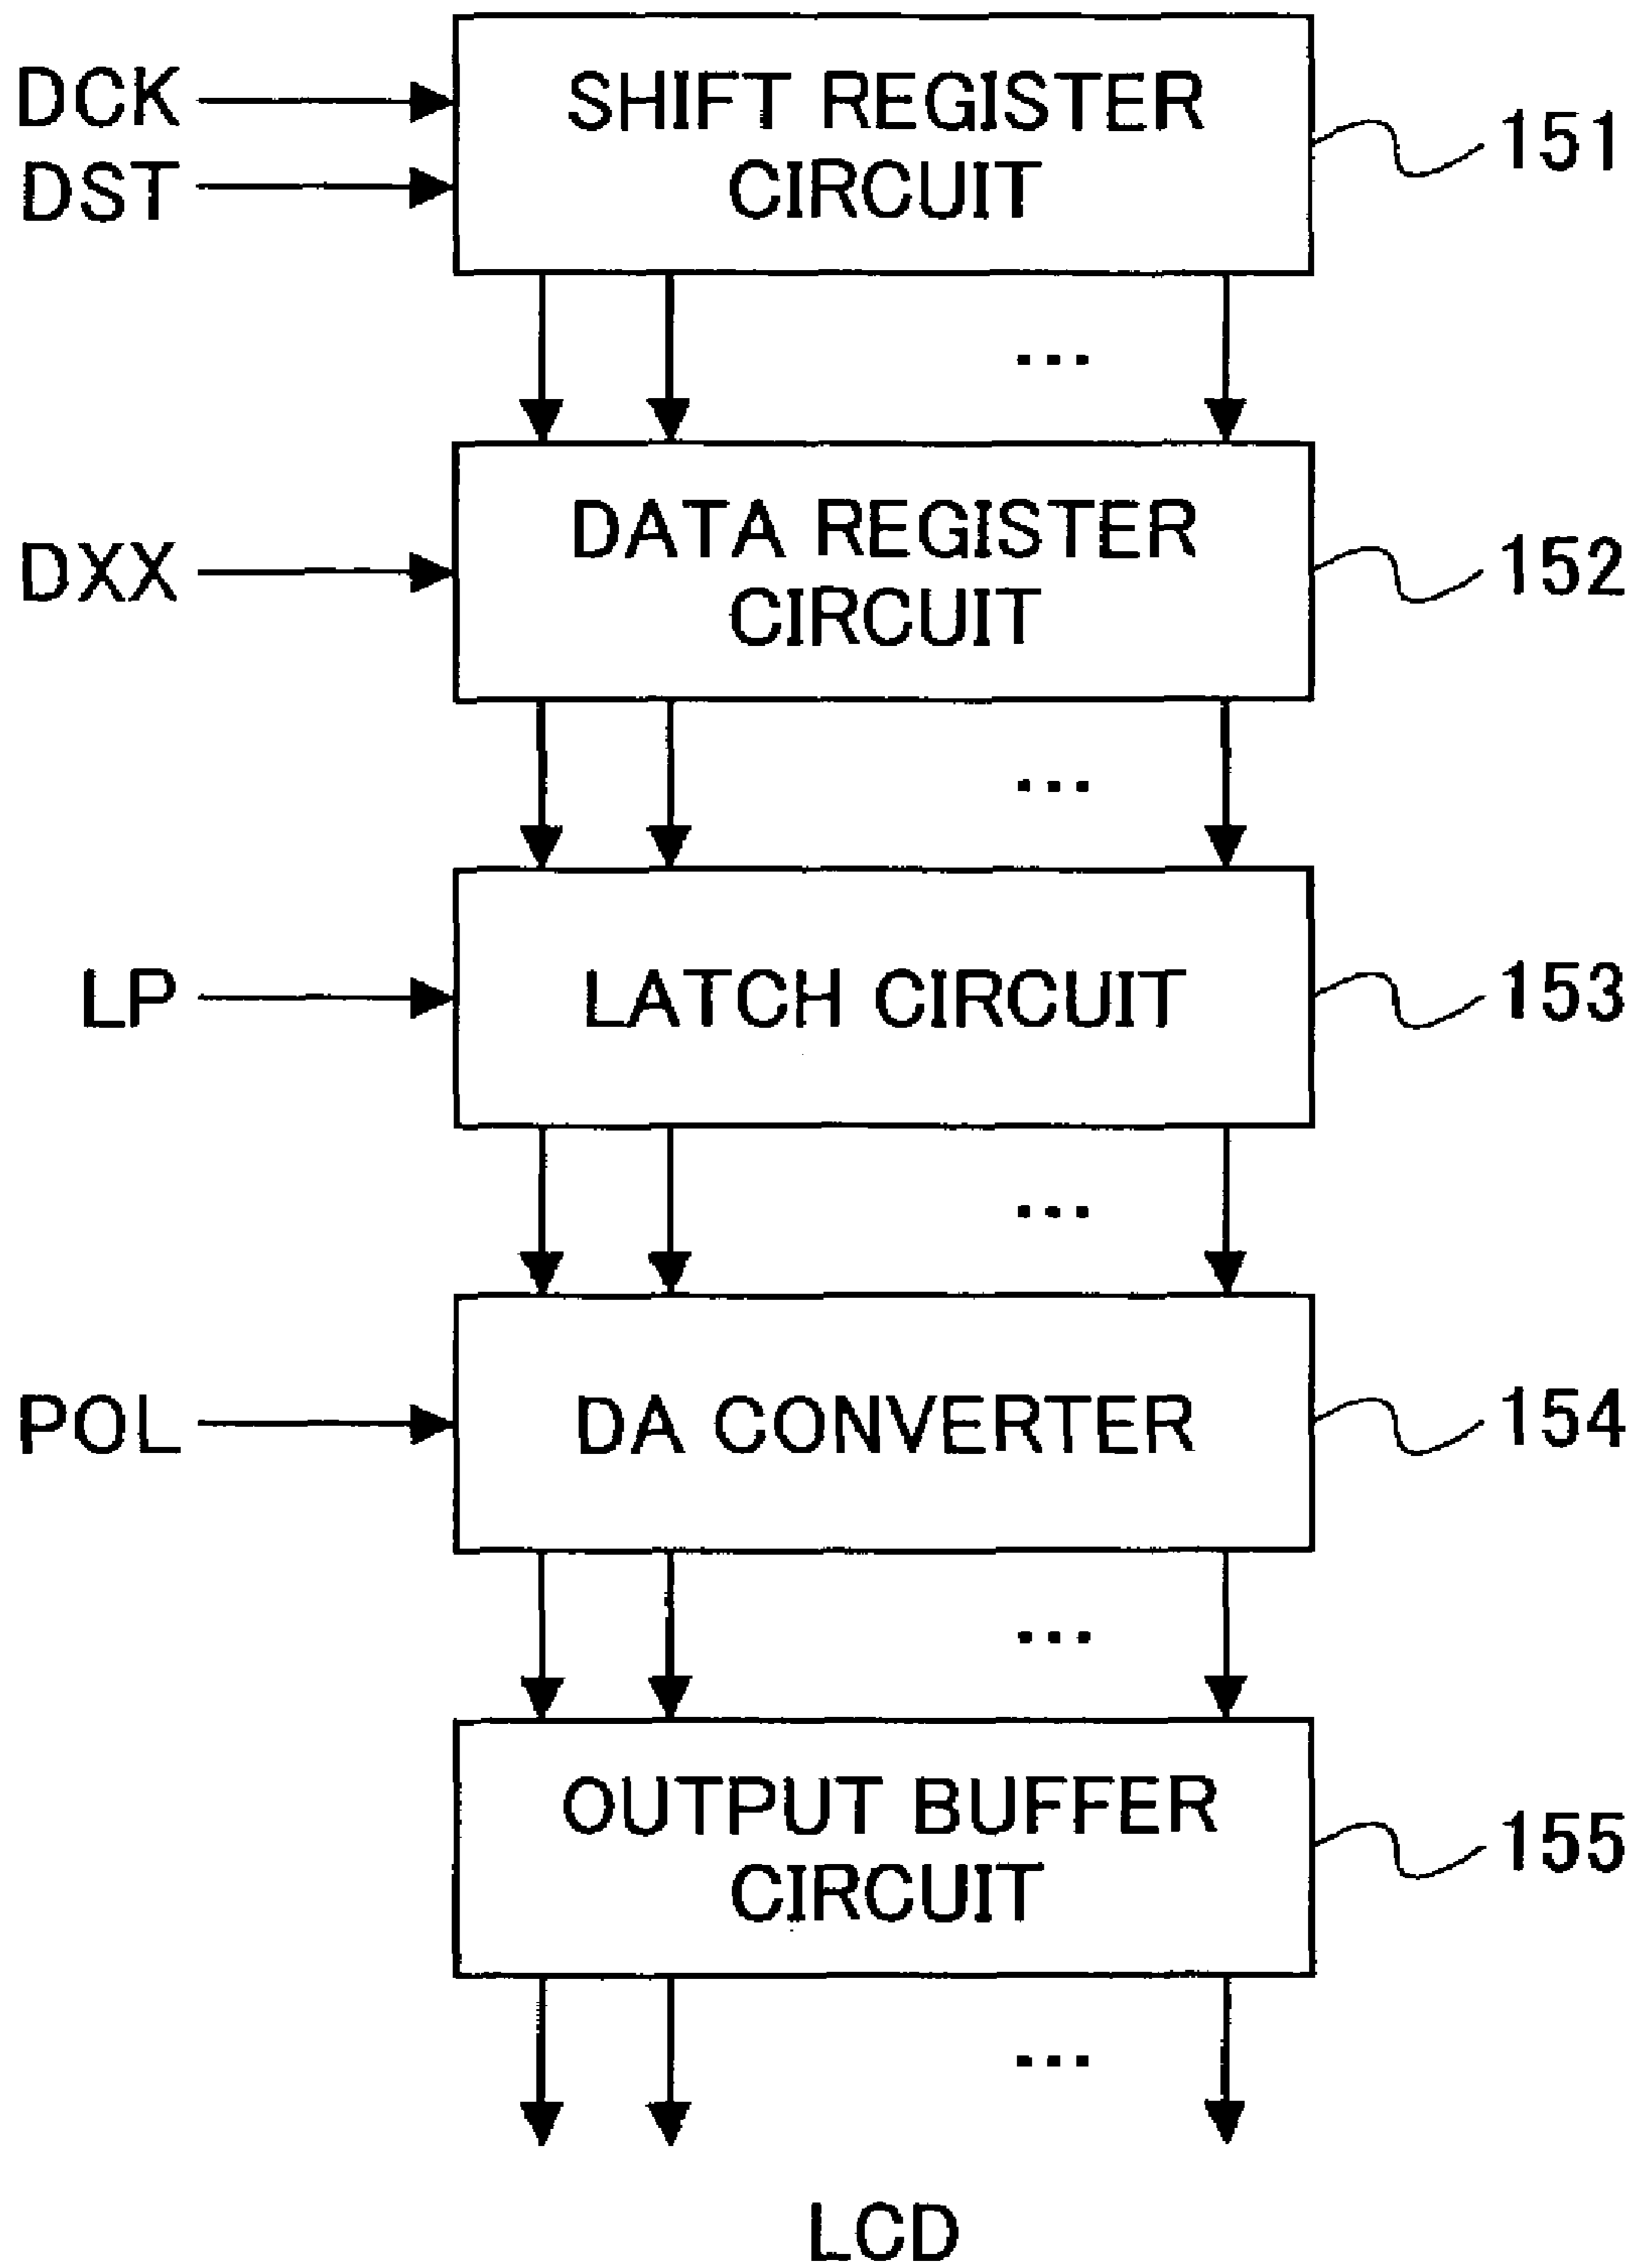 DCK
DST
SHIFT REGISTER
CIRCUIT
151
...
DXX
DATA REGISTER
CIRCUIT
152
...
LP
LATCH CIRCUIT
153
...
POL
DA CONVERTER
154
...
OUTPUT BUFFER
CIRCUIT
155
...
LCD